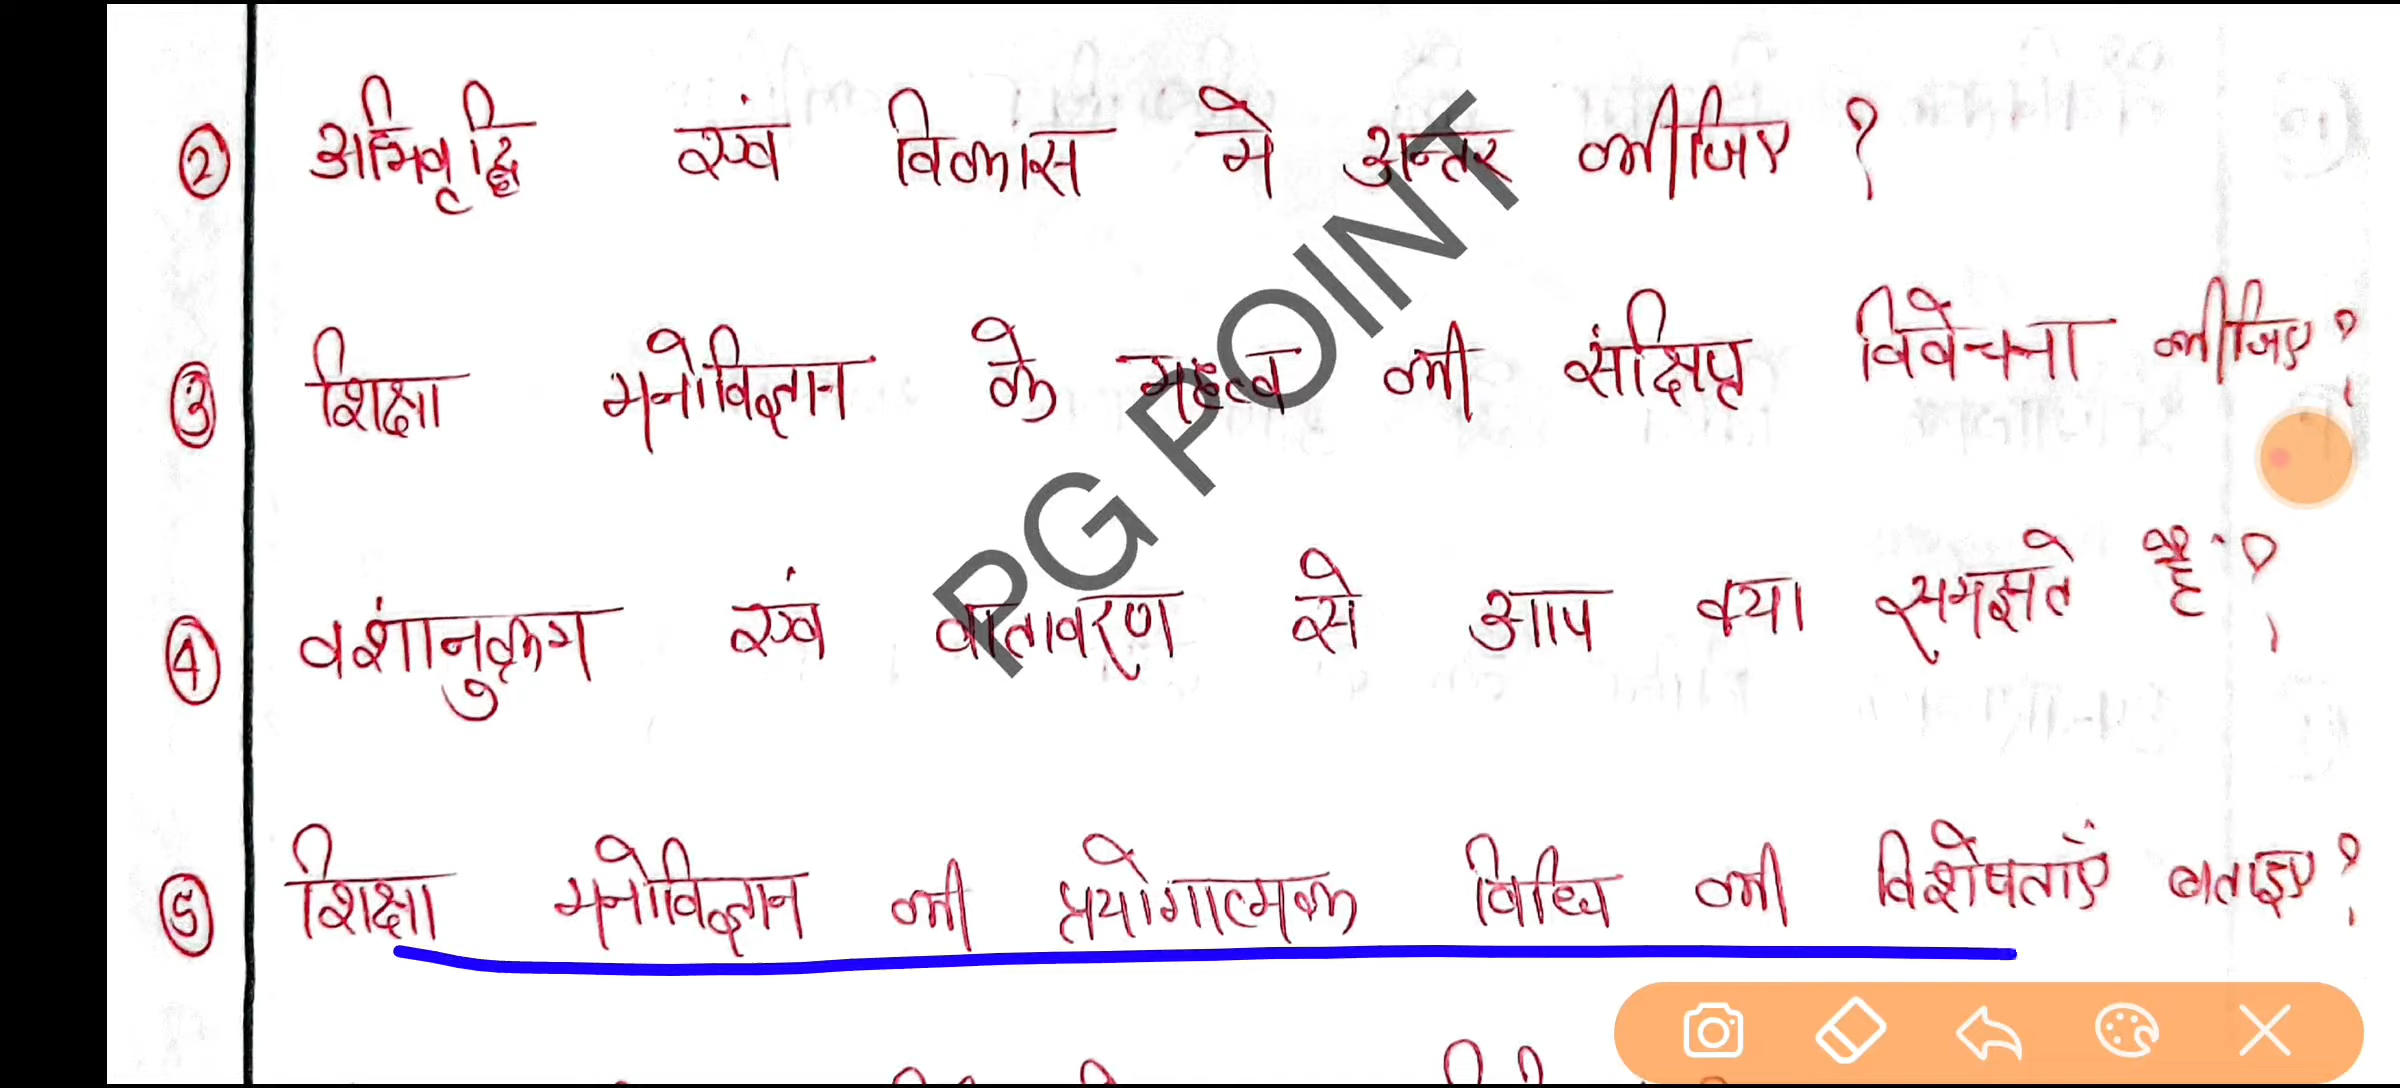 ② अभिवृद्धि एवं विकास मे अन्तर कीजिए ?
③ शिक्षा मनोविज्ञान के महत्व की संक्षिप्त विवेचना कीजिए ?
④ वशांनुक्रम एवं वातावरण से आप क्या समझते है ?
⑤ शिक्षा मनोविज्ञान की प्रयोगात्मक विधि की विशेषताएँ बताइए ?
PG POINT